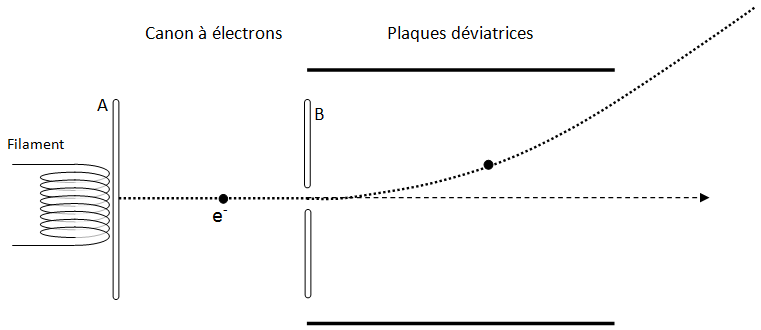 Canon à électrons
Plaques déviatrices
A
B
Filament
e-